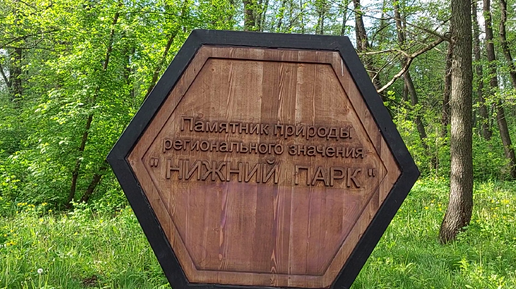 Памятник природы
регионального значения
"НИЖНИЙ ПАРК"